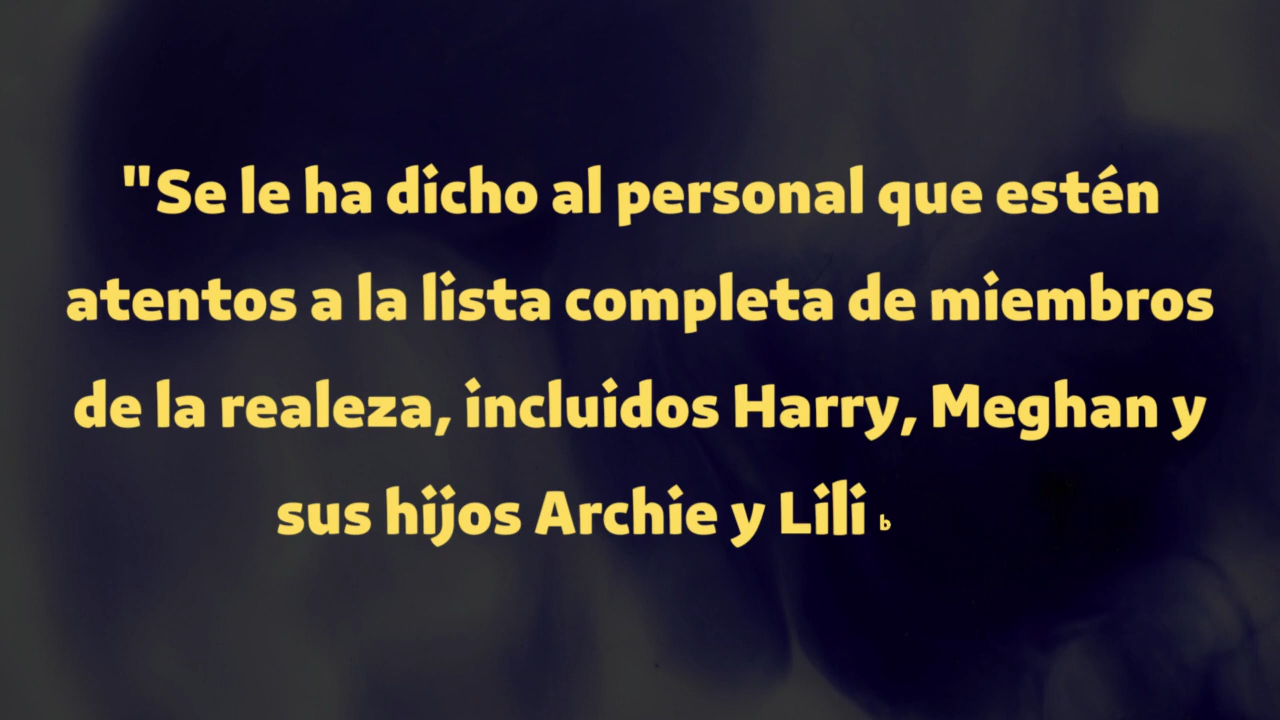 "Se le ha dicho al personal que estén
atentos a la lista completa de miembros
de la realeza, incluidos Harry, Meghan y
sus hijos Archie y Lili b